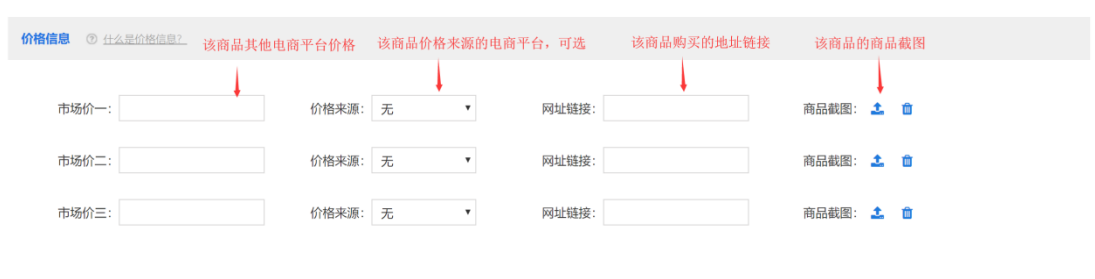 价格信息 ? 什么是价格信息? 该商品其他电商平台价格 该商品价格来源的电商平台，可选 该商品购买的地址链接 该商品的商品截图
市场价一: 价格来源: 无 网址链接: 商品截图:
市场价二: 价格来源: 无 网址链接: 商品截图:
市场价三: 价格来源: 无 网址链接: 商品截图: